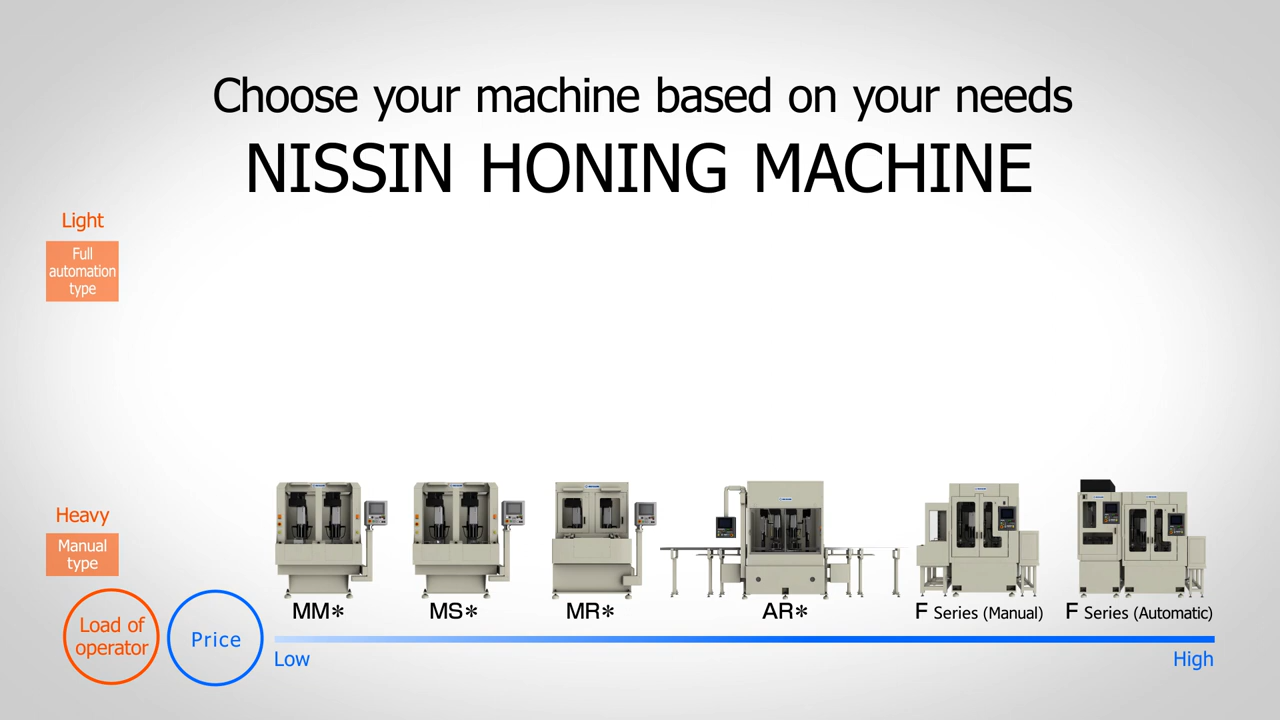 Choose your machine based on your needs
NISSIN HONING MACHINE
Light
Full
automation
type
Heavy
Manual
type
MM*
MS*
MR*
AR*
F Series (Manual)
F Series (Automatic)
Load of
operator
Price
Low
High